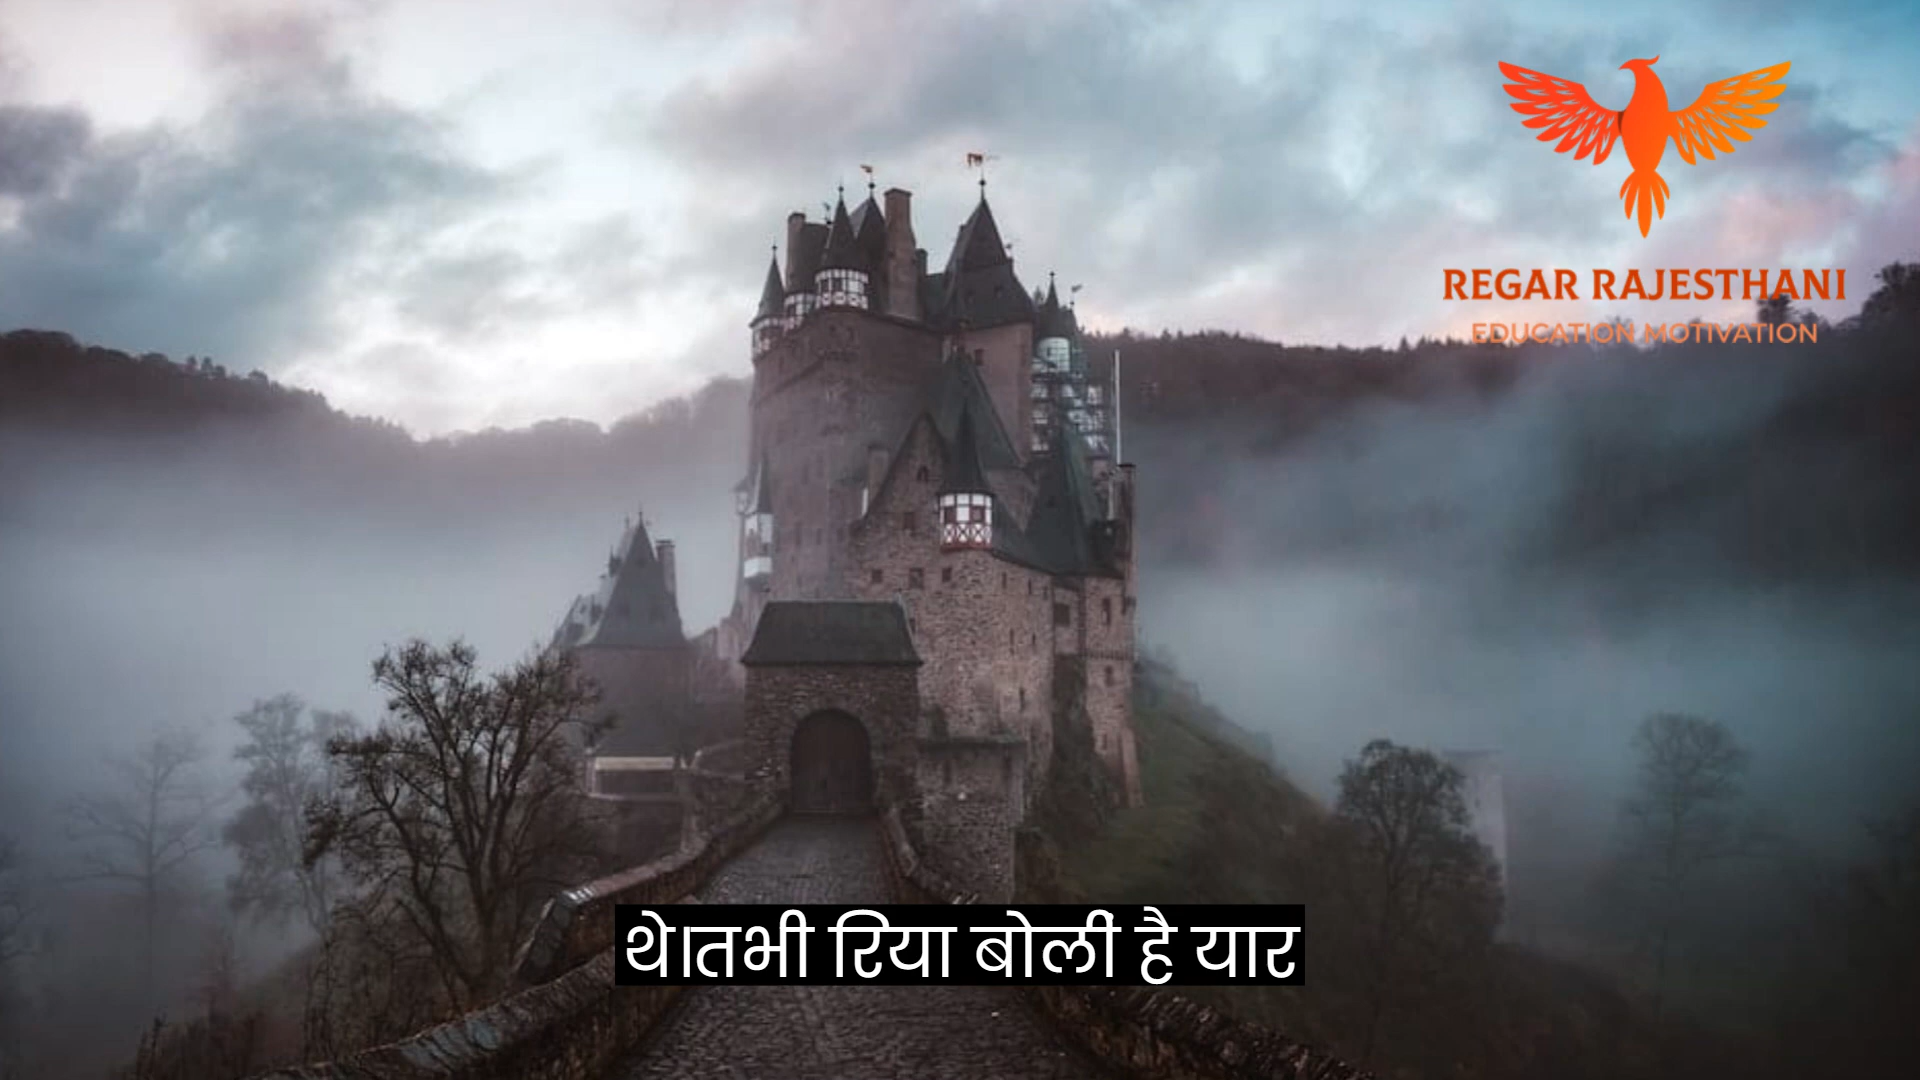 REGAR RAJESTHANI
EDUCATION MOTIVATION
थे।तभी रिया बोलीं है यार